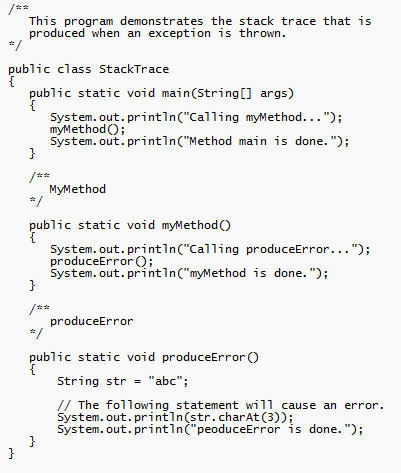 /**
   This program demonstrates the stack trace that is
   produced when an exception is thrown.
*/
public class StackTrace
{
   public static void main(String[] args)
   {
      System.out.println("Calling myMethod...");
      myMethod();
      System.out.println("Method main is done.");
   }
   /**
      MyMethod
   */
   public static void myMethod()
   {
      System.out.println("Calling produceError...");
      produceError();
      System.out.println("myMethod is done.");
   }
   /**
      produceError
   */
   public static void produceError()
   {
       String str = "abc";
       // The following statement will cause an error.
       System.out.println(str.charAt(3));
       System.out.println("peoduceError is done.");
   }
}